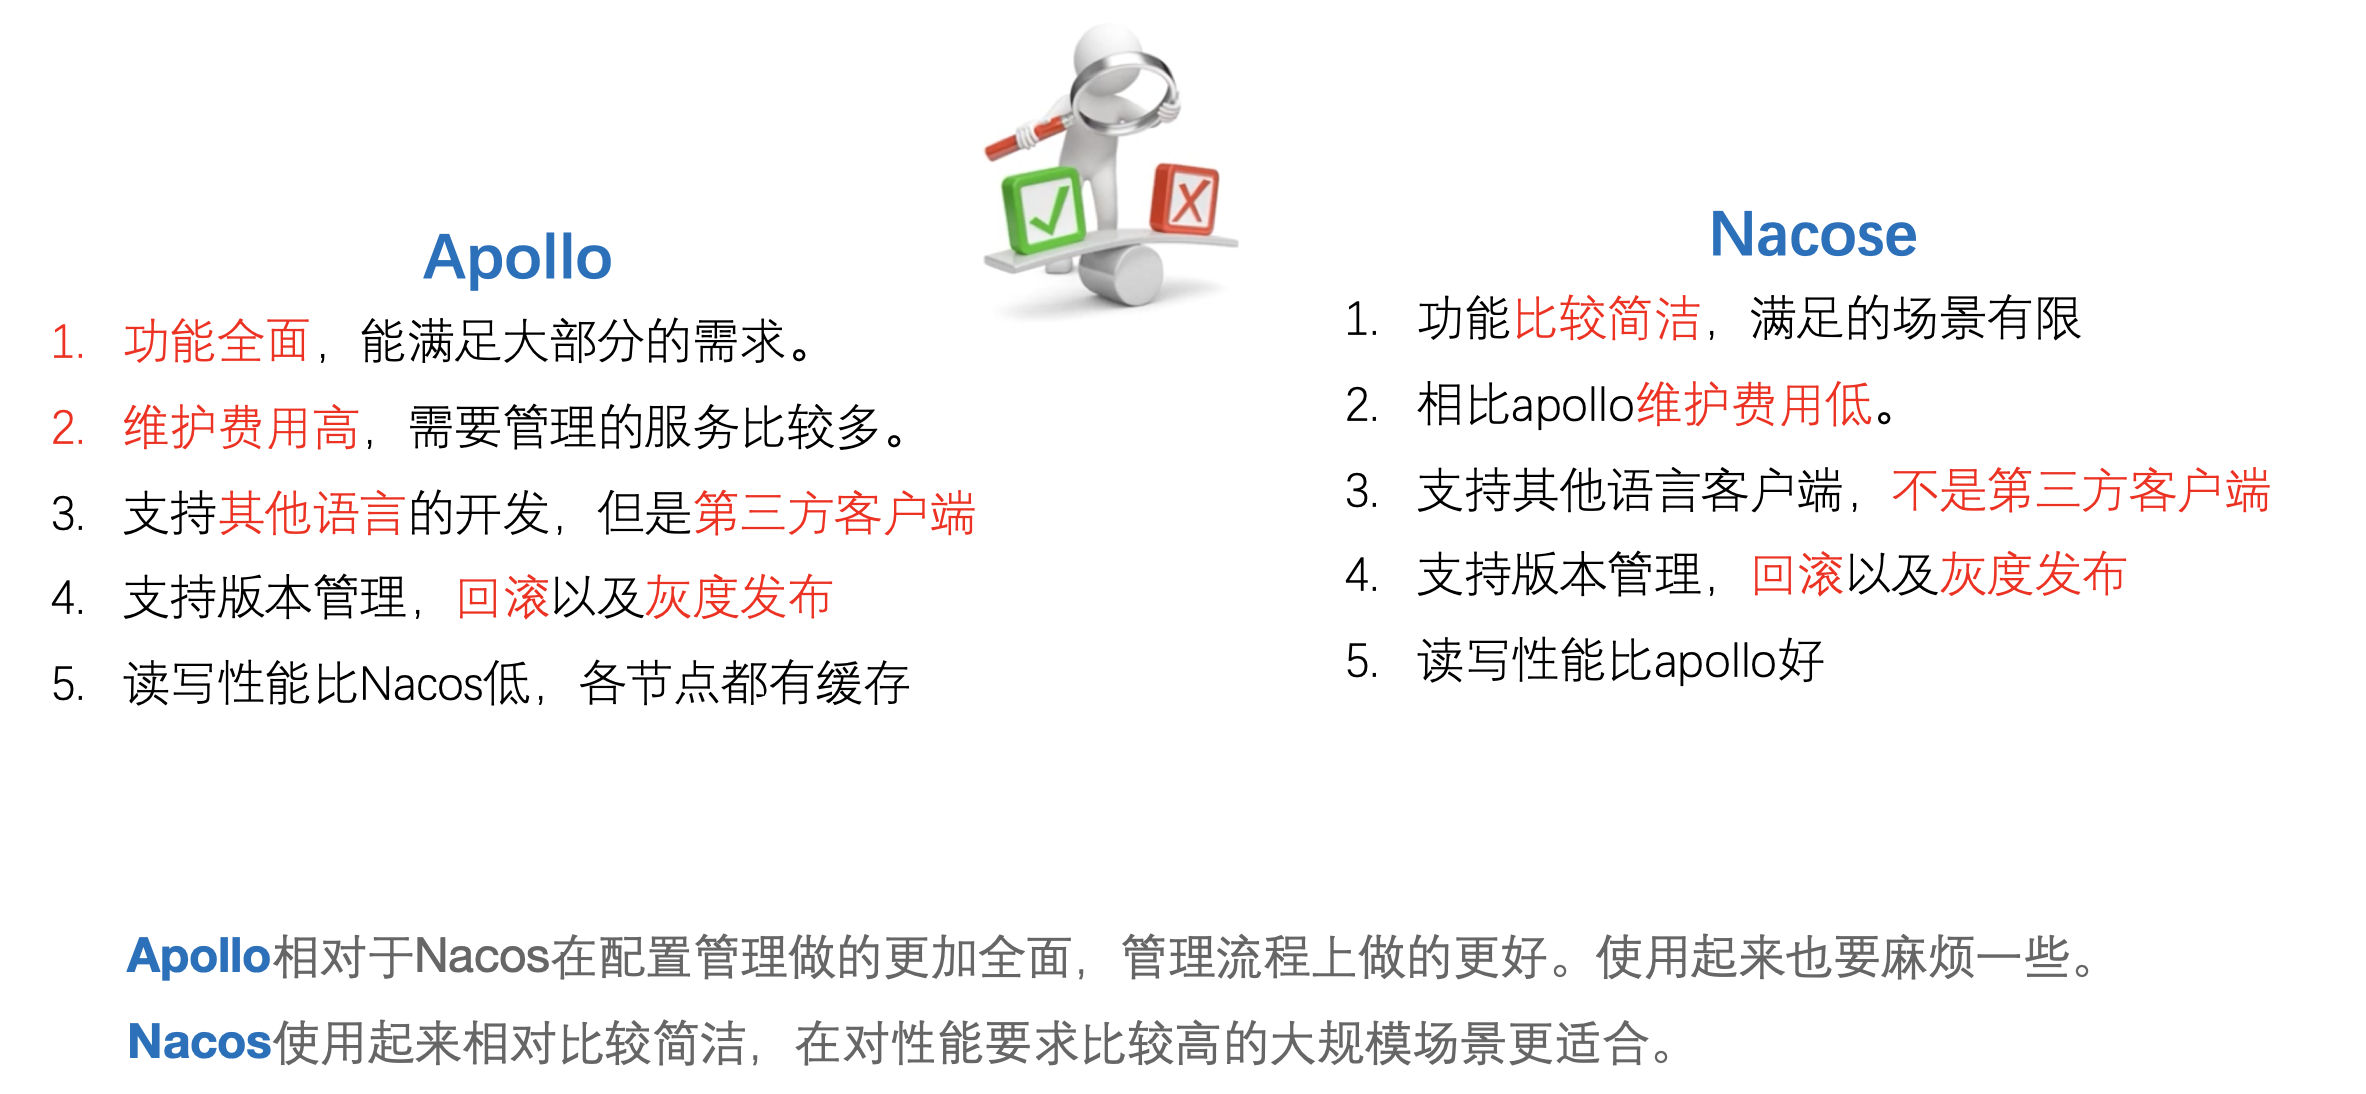 Apollo
1. 功能全面，能满足大部分的需求。
2. 维护费用高，需要管理的服务比较多。
3. 支持其他语言的开发，但是第三方客户端
4. 支持版本管理，回滚以及灰度发布
5. 读写性能比Nacos低，各节点都有缓存
Nacose
1. 功能比较简洁，满足的场景有限
2. 相比apollo维护费用低。
3. 支持其他语言客户端，不是第三方客户端
4. 支持版本管理，回滚以及灰度发布
5. 读写性能比apollo好
Apollo相对于Nacos在配置管理做的更加全面，管理流程上做的更好。使用起来也要麻烦一些。
Nacos使用起来相对比较简洁，在对性能要求比较高的大规模场景更适合。